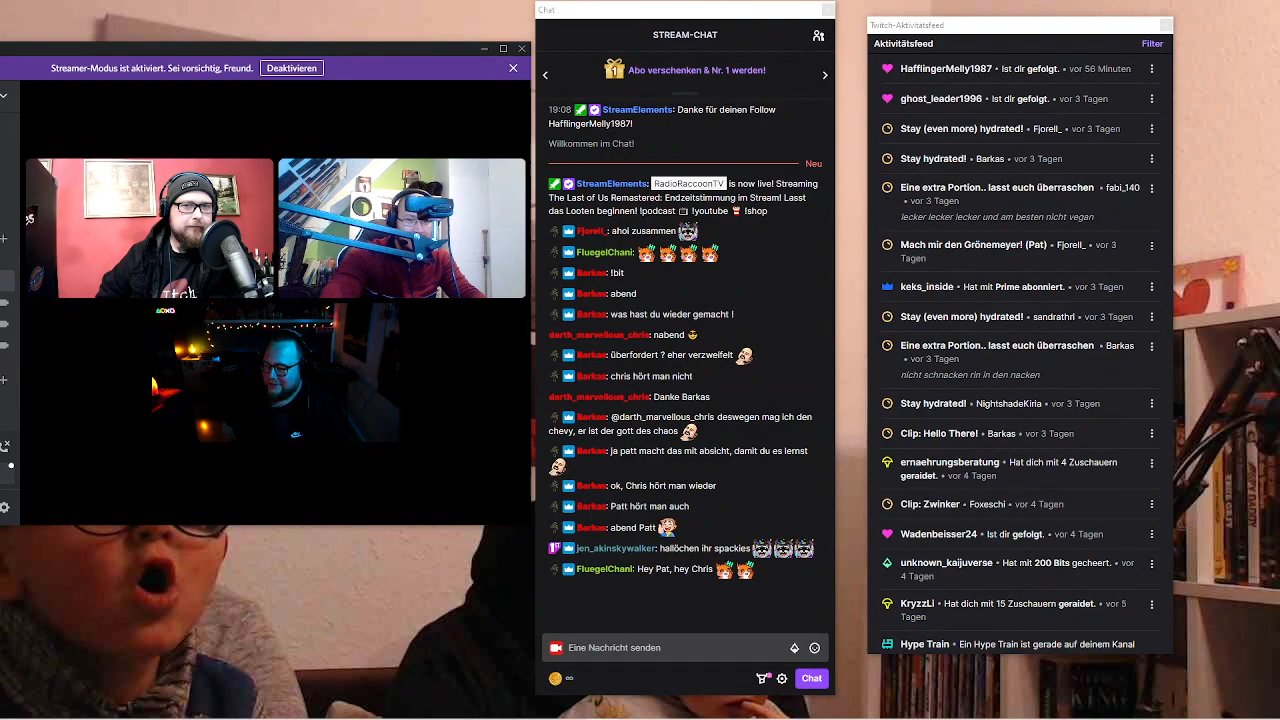 Streamer-Modus ist aktiviert. Sei vorsichtig, Freund.
Deaktivieren
Chat
STREAM-CHAT
1
Abo verschenken & Nr. 1 werden!
19:08 StreamElements: Danke für deinen Follow
HafflingerMelly1987!
Willkommen im Chat!
Neu
StreamElements: RadioRaccoonTV is now live! Streaming
The Last of Us Remastered: Endzeitstimmung im Stream! Lasst
das Looten beginnen! !podcast !youtube !shop
Fjorell_: ahol zusammen
FluegelChani:
Barkas: !bit
Barkas: abend
Barkas: was hast du wieder gemacht !
darth_marvellous_chris: nabend
Barkas: überfordert ? eher verzweifelt
Barkas: chris hört man nicht
darth_marvellous_chris: Danke Barkas
Barkas: @darth_marvellous_chris deswegen mag ich den
chevy, er ist der gott des chaos
Barkas: ja patt macht das mit absicht, damit du es lernst
Barkas: ok, Chris hört man wieder
Barkas: Patt hört man auch
Barkas: abend Patt
jen_akinskywalker: hallöchen ihr spackies
FluegelChani: Hey Pat, hey Chris
Eine Nachricht senden
Chat
Twitch-Aktivitätsfeed
Aktivitätsfeed
Filter
HafflingerMelly1987 • Ist dir gefolgt. • vor 56 Minuten
ghost_leader1996 • Ist dir gefolgt. • vor 3 Tagen
Stay (even more) hydrated! • Fjorell_ • vor 3 Tagen
Stay hydrated! • Barkas • vor 3 Tagen
Eine extra Portion.. lasst euch überraschen • fabi_140
• vor 3 Tagen
lecker lecker lecker und am besten nicht vegan
Mach mir den Grönemeyer! (Pat) • Fjorell_ • vor 3
Tagen
keks_inside • Hat mit Prime abonniert. • vor 3 Tagen
Stay (even more) hydrated! • sandrathri • vor 3 Tagen
Eine extra Portion.. lasst euch überraschen • Barkas
• vor 3 Tagen
nicht schnacken rin in den nacken
Stay hydrated! • NightshadeKiria • vor 3 Tagen
Clip: Hello There! • Barkas • vor 3 Tagen
ernaehrungsberatung • Hat dich mit 4 Zuschauern
geraidet. • vor 4 Tagen
Clip: Zwinker • Foxeschi • vor 4 Tagen
Wadenbeisser24 • Ist dir gefolgt. • vor 4 Tagen
unknown_kaijuverse • Hat mit 200 Bits gecheert. • vor
4 Tagen
KryzzLi • Hat dich mit 15 Zuschauern geraidet. • vor 5
Tagen
Hype Train • Ein Hype Train ist gerade auf deinem Kanal
KING